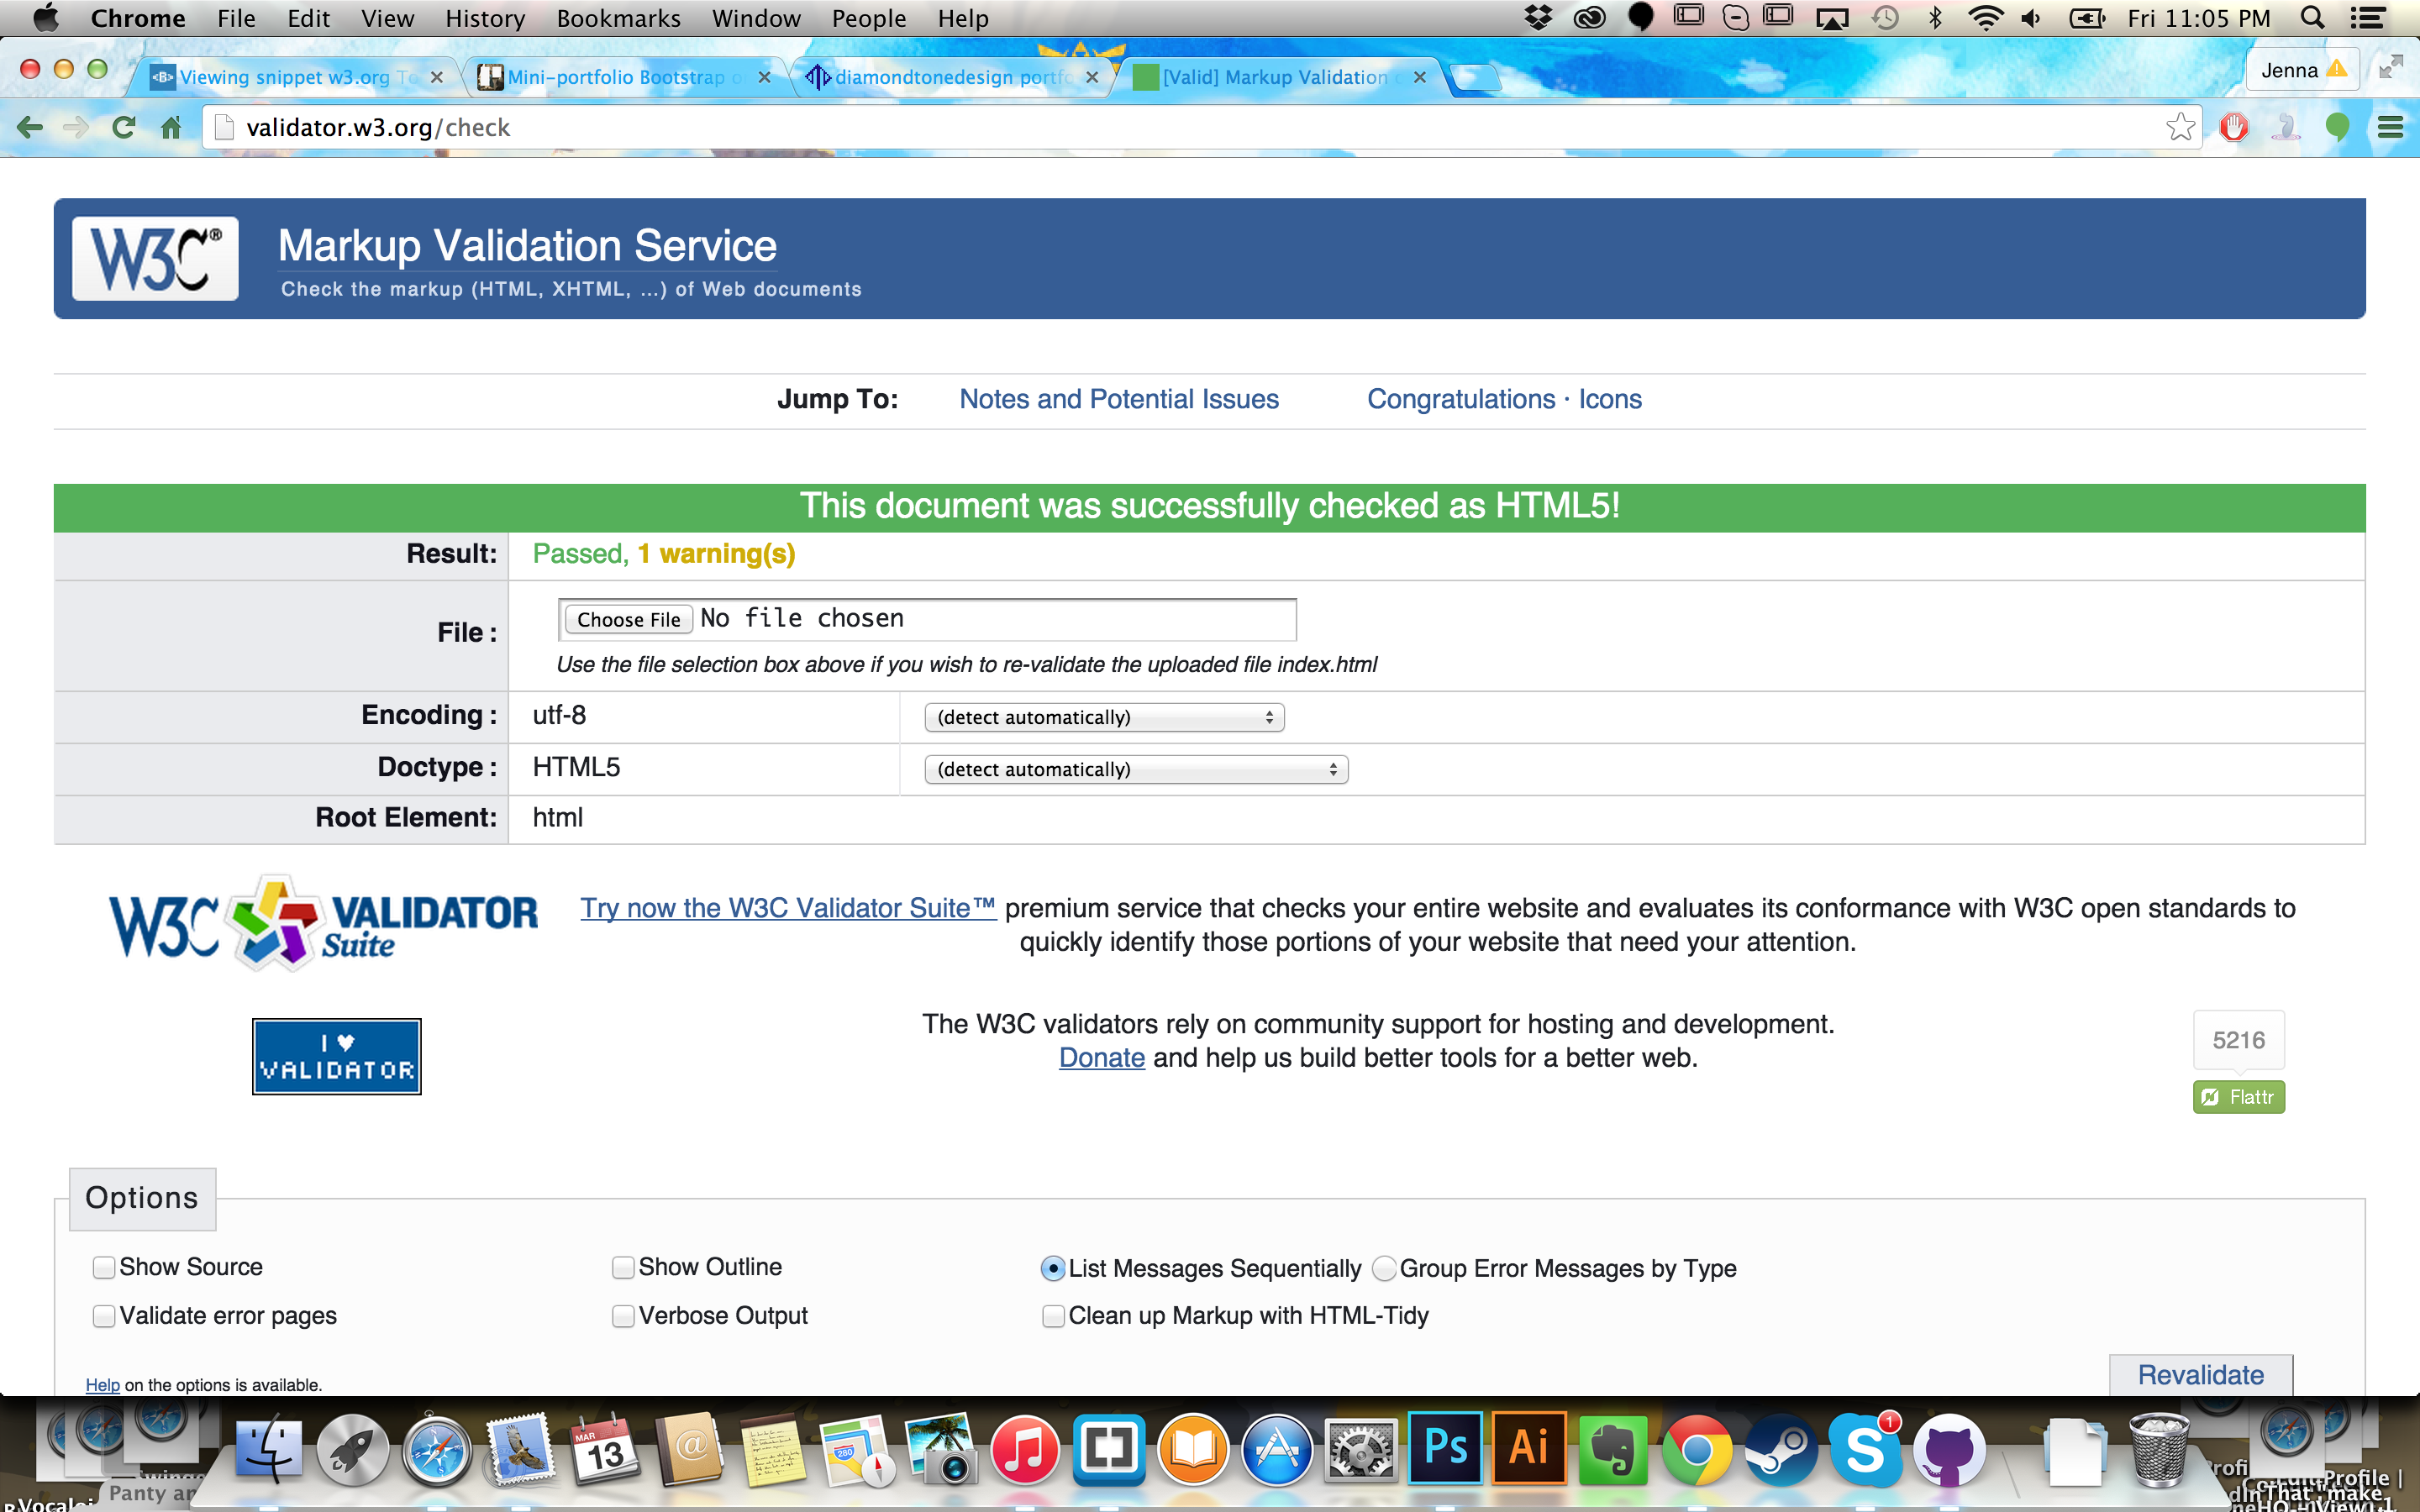 Chrome File Edit View History Bookmarks Window People Help Fri 11:05 PM
Viewing snippet w3.org To Mini-portfolio Bootstrap diamondtonedesign portfo [Valid] Markup Validation Jenna
validator.w3.org/check
W3C® Markup Validation Service
Check the markup (HTML, XHTML, …) of Web documents
Jump To: Notes and Potential Issues Congratulations · Icons
This document was successfully checked as HTML5!
Result: Passed, 1 warning(s)
File : Choose File No file chosen
Use the file selection box above if you wish to re-validate the uploaded file index.html
Encoding : utf-8 (detect automatically)
Doctype : HTML5 (detect automatically)
Root Element: html
W3C VALIDATOR Suite
Try now the W3C Validator Suite™ premium service that checks your entire website and evaluates its conformance with W3C open standards to
quickly identify those portions of your website that need your attention.
I ♥
VALIDATOR
The W3C validators rely on community support for hosting and development.
Donate and help us build better tools for a better web.
5216
Flattr
Options
Show Source Show Outline List Messages Sequentially Group Error Messages by Type
Validate error pages Verbose Output Clean up Markup with HTML-Tidy
Help on the options is available.
Revalidate
MAR
13
280
Ps
Ai
1
Panty an
Profile |
That make